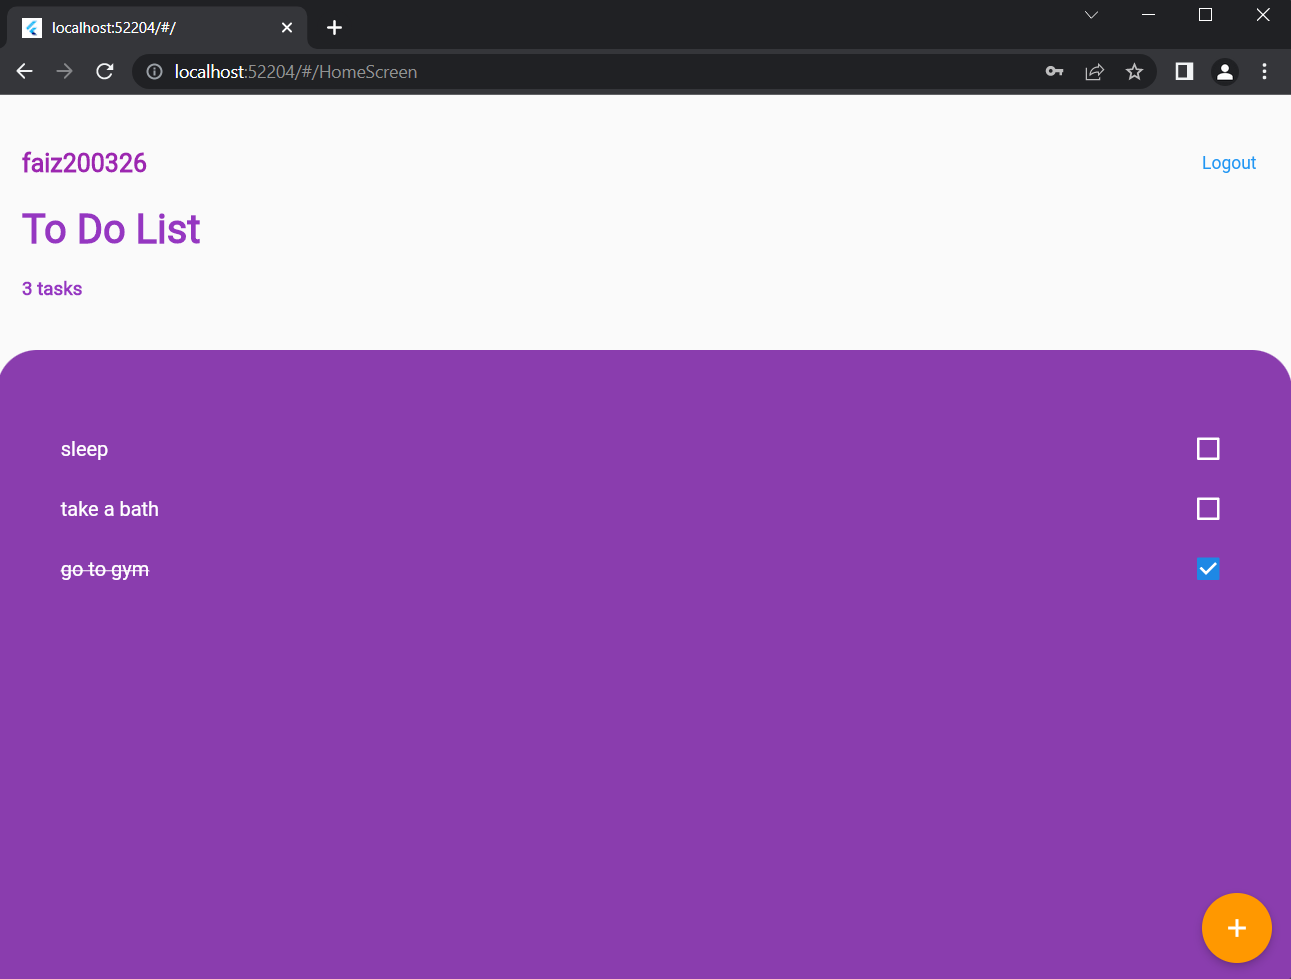 localhost:52204/#/
localhost:52204/#/HomeScreen
faiz200326
Logout
To Do List
3 tasks
sleep
take a bath
go to gym